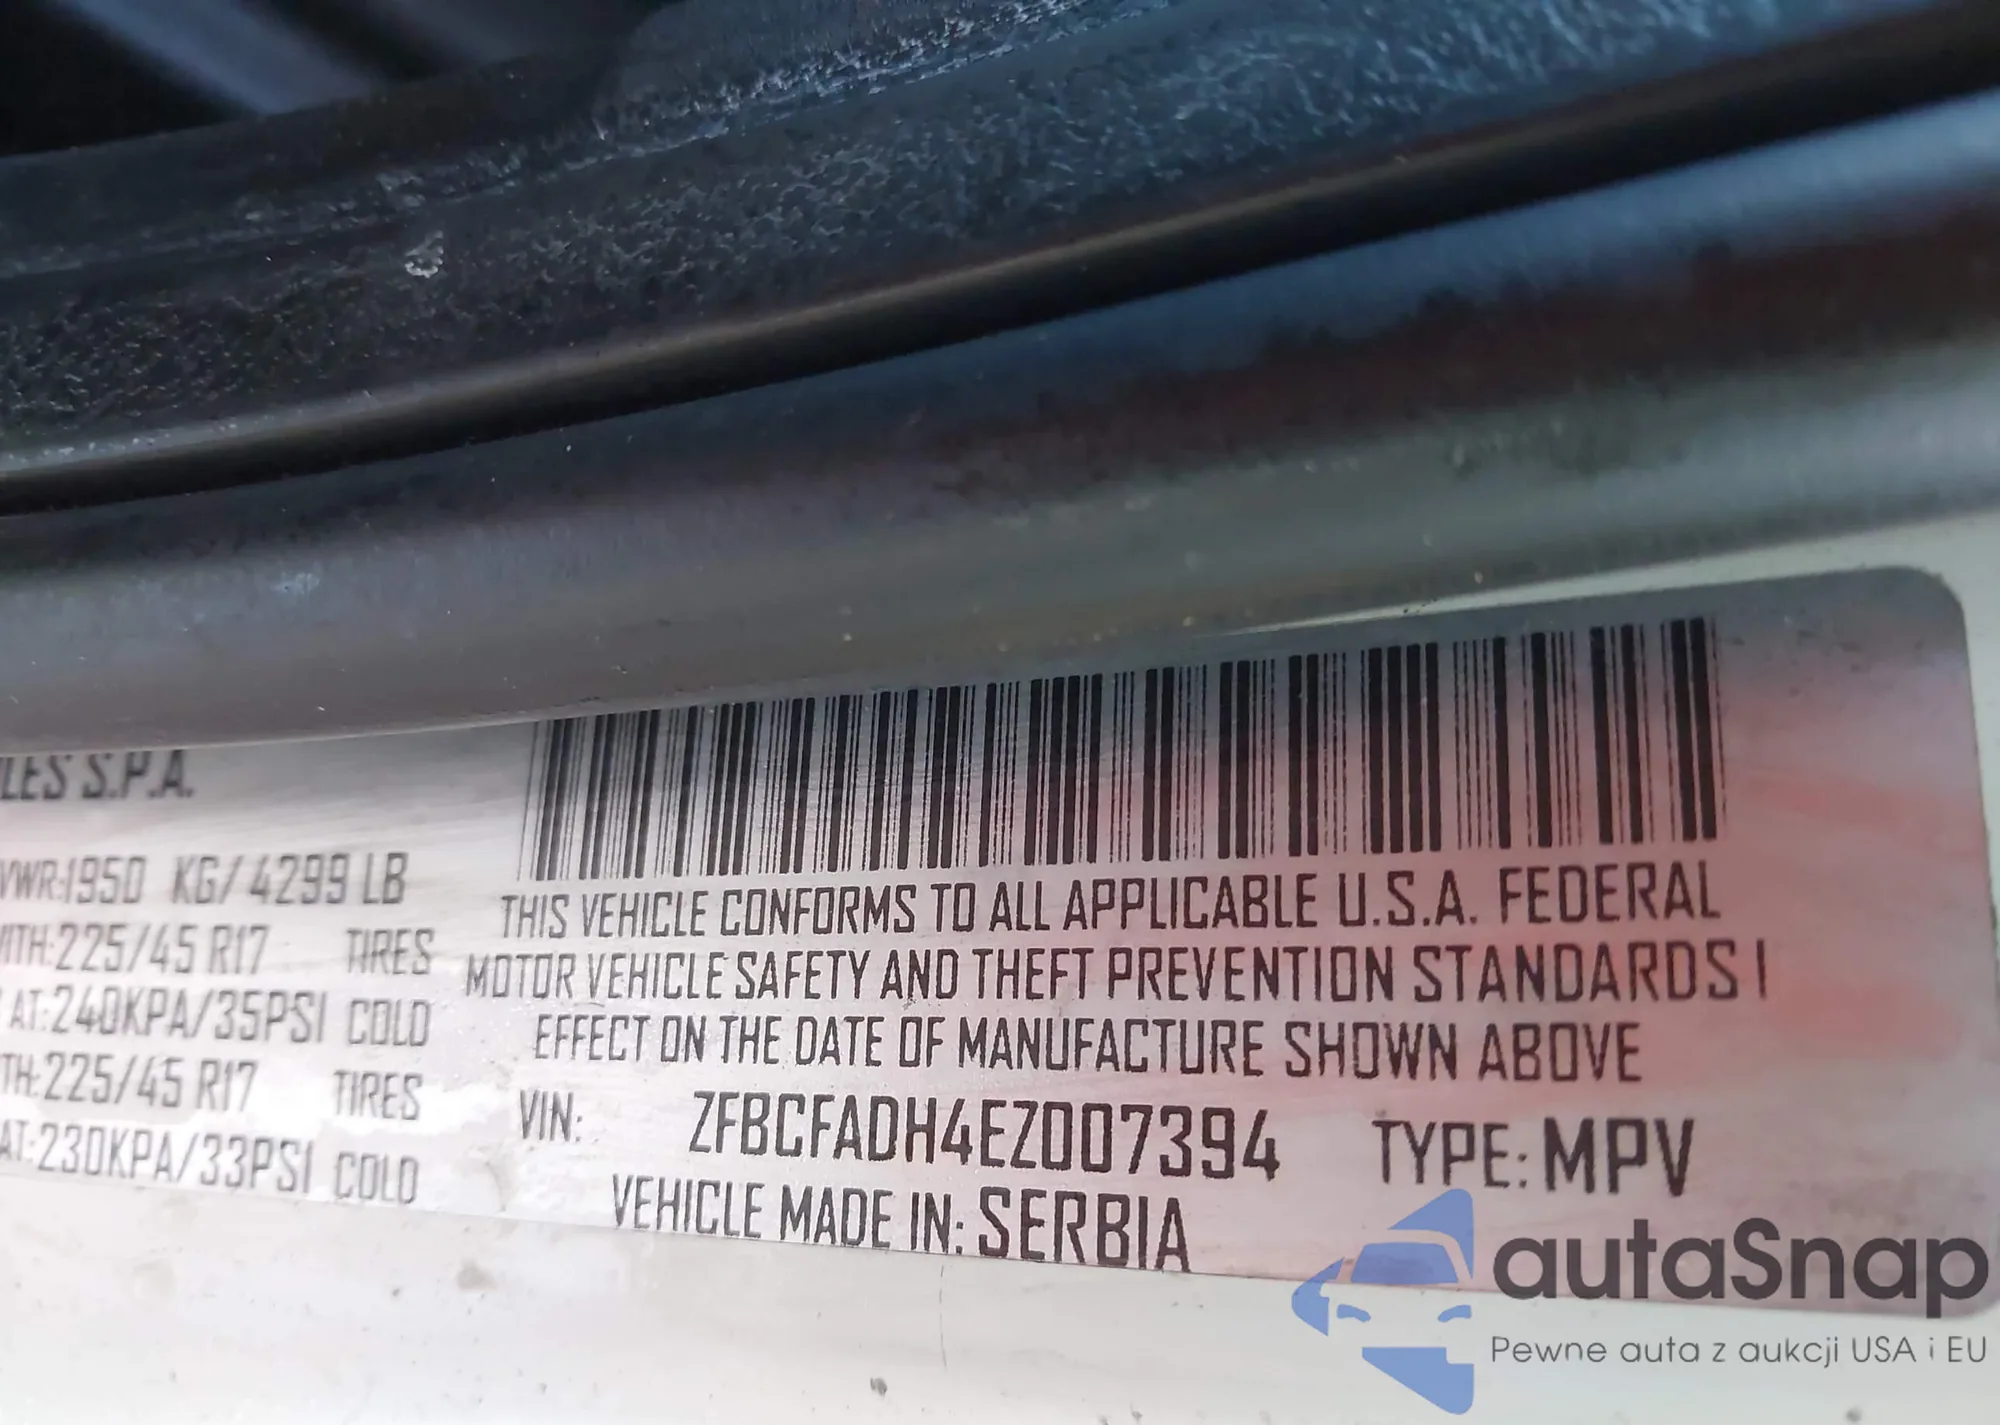 LES S.P.A.
VWR:1950 KG/4299 LB
ITH:225/45 R17 TIRES
AT:240KPA/35PSI COLD
TH:225/45 R17 TIRES
AT:230KPA/33PSI COLD
THIS VEHICLE CONFORMS TO ALL APPLICABLE U.S.A. FEDERAL
MOTOR VEHICLE SAFETY AND THEFT PREVENTION STANDARDS I
EFFECT ON THE DATE OF MANUFACTURE SHOWN ABOVE
VIN: ZFBCFADH4EZ007394 TYPE: MPV
VEHICLE MADE IN: SERBIA
autaSnap
Pewne auta z aukcji USA i EU